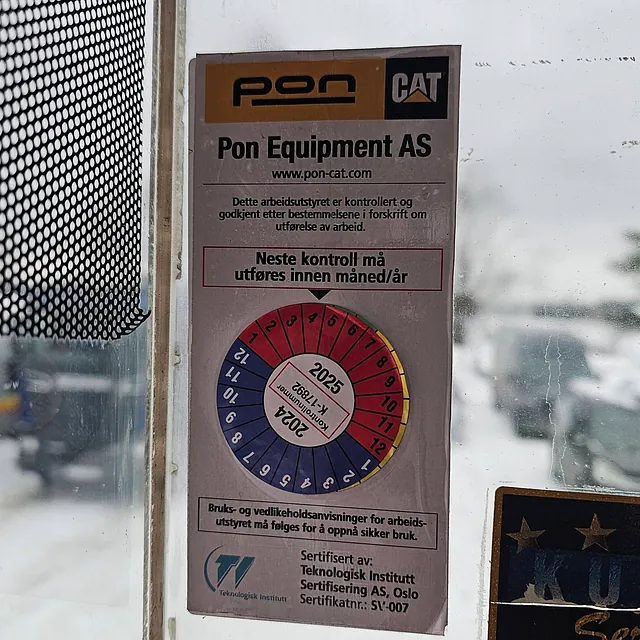 pon CAT
Pon Equipment AS
www.pon-cat.com
Dette arbeidsutstyret er kontrollert og
godkjent etter bestemmelsene i forskrift om
utførelse av arbeid.
Neste kontroll må
utføres innen måned/år
1 2 3 4 5 6 7 8 9 10 11 12
2025
Kontrollnummer
K-17892
2024
1 2 3 4 5 6 7 8 9 10 11 12
Bruks- og vedlikeholdsanvisninger for arbeids-
utstyret må følges for å oppnå sikker bruk.
TI
Teknologisk Institutt
Sertifisert av:
Teknologisk Institutt
Sertifisering AS, Oslo
Sertifikatnr.: SV-007
K U